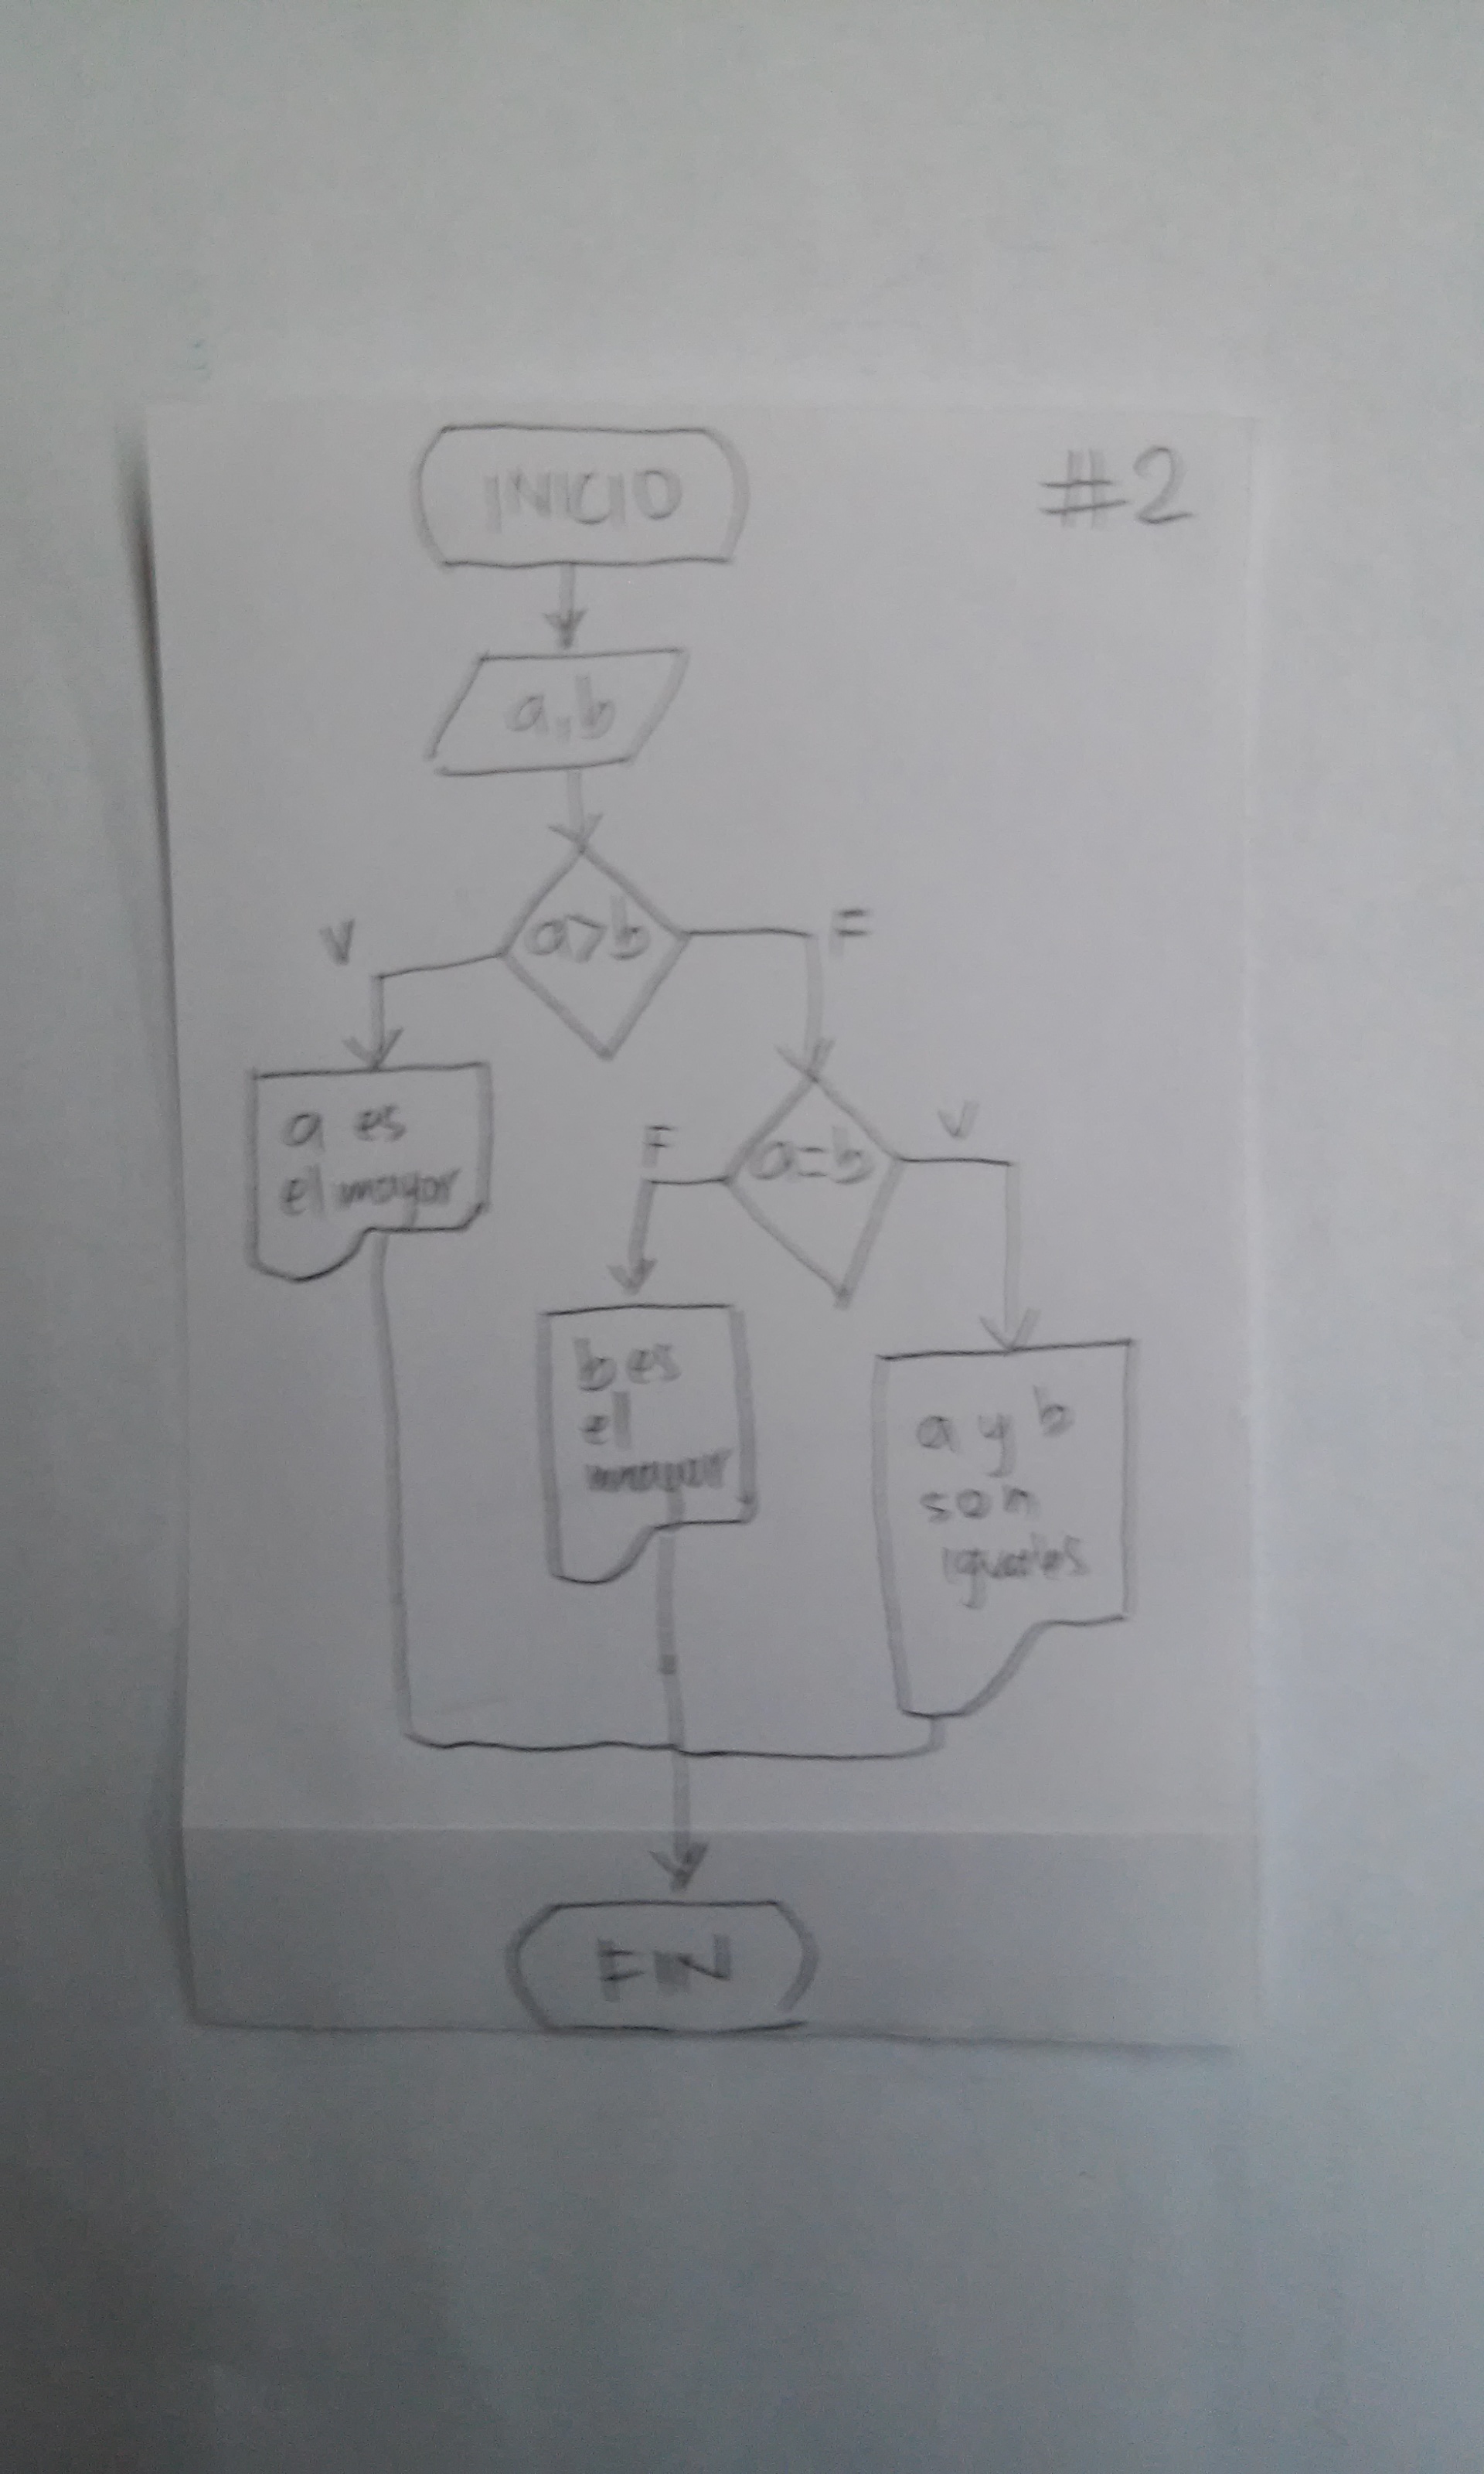 INICIO
#2
a,b
a>b
V
F
a es
el mayor
a=b
F
V
b es
el
mayor
a y b
son
iguales
FIN